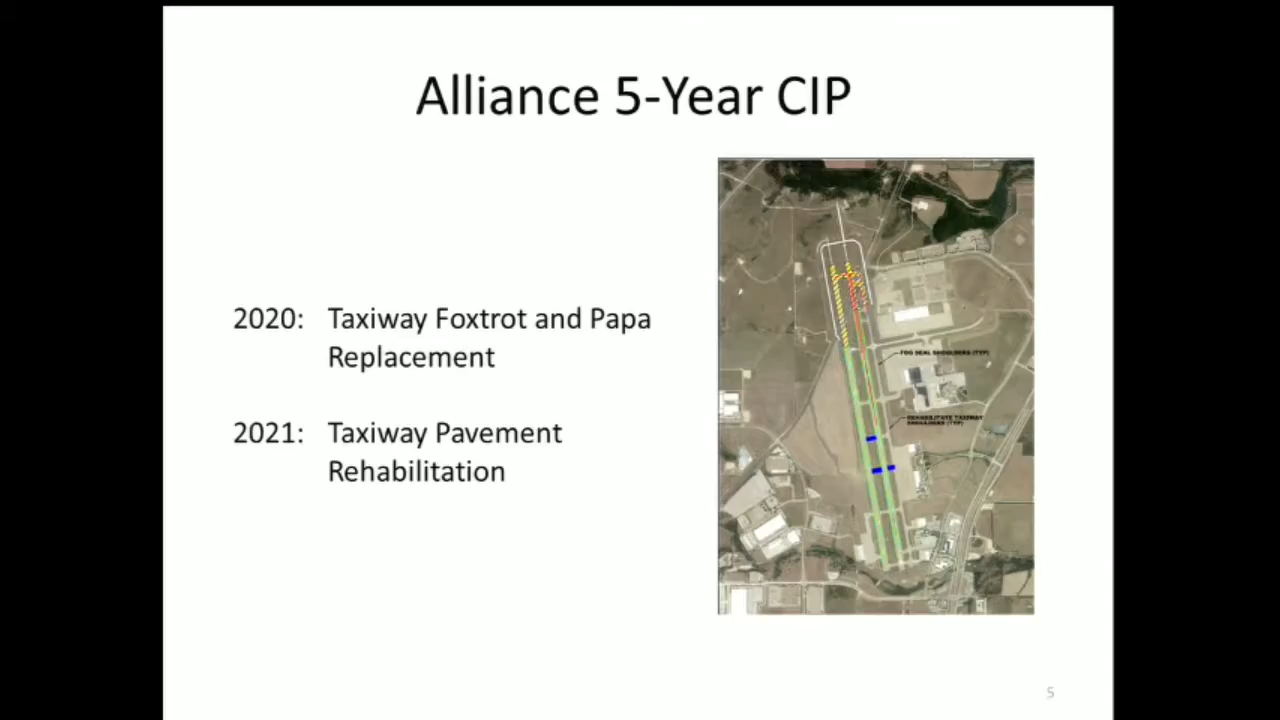 Alliance 5-Year CIP
2020: Taxiway Foxtrot and Papa
Replacement
2021: Taxiway Pavement
Rehabilitation
FOG SEAL SHOULDERS (TYP)
REHABILITATE TAXIWAY
SHOULDERS (TYP)
5